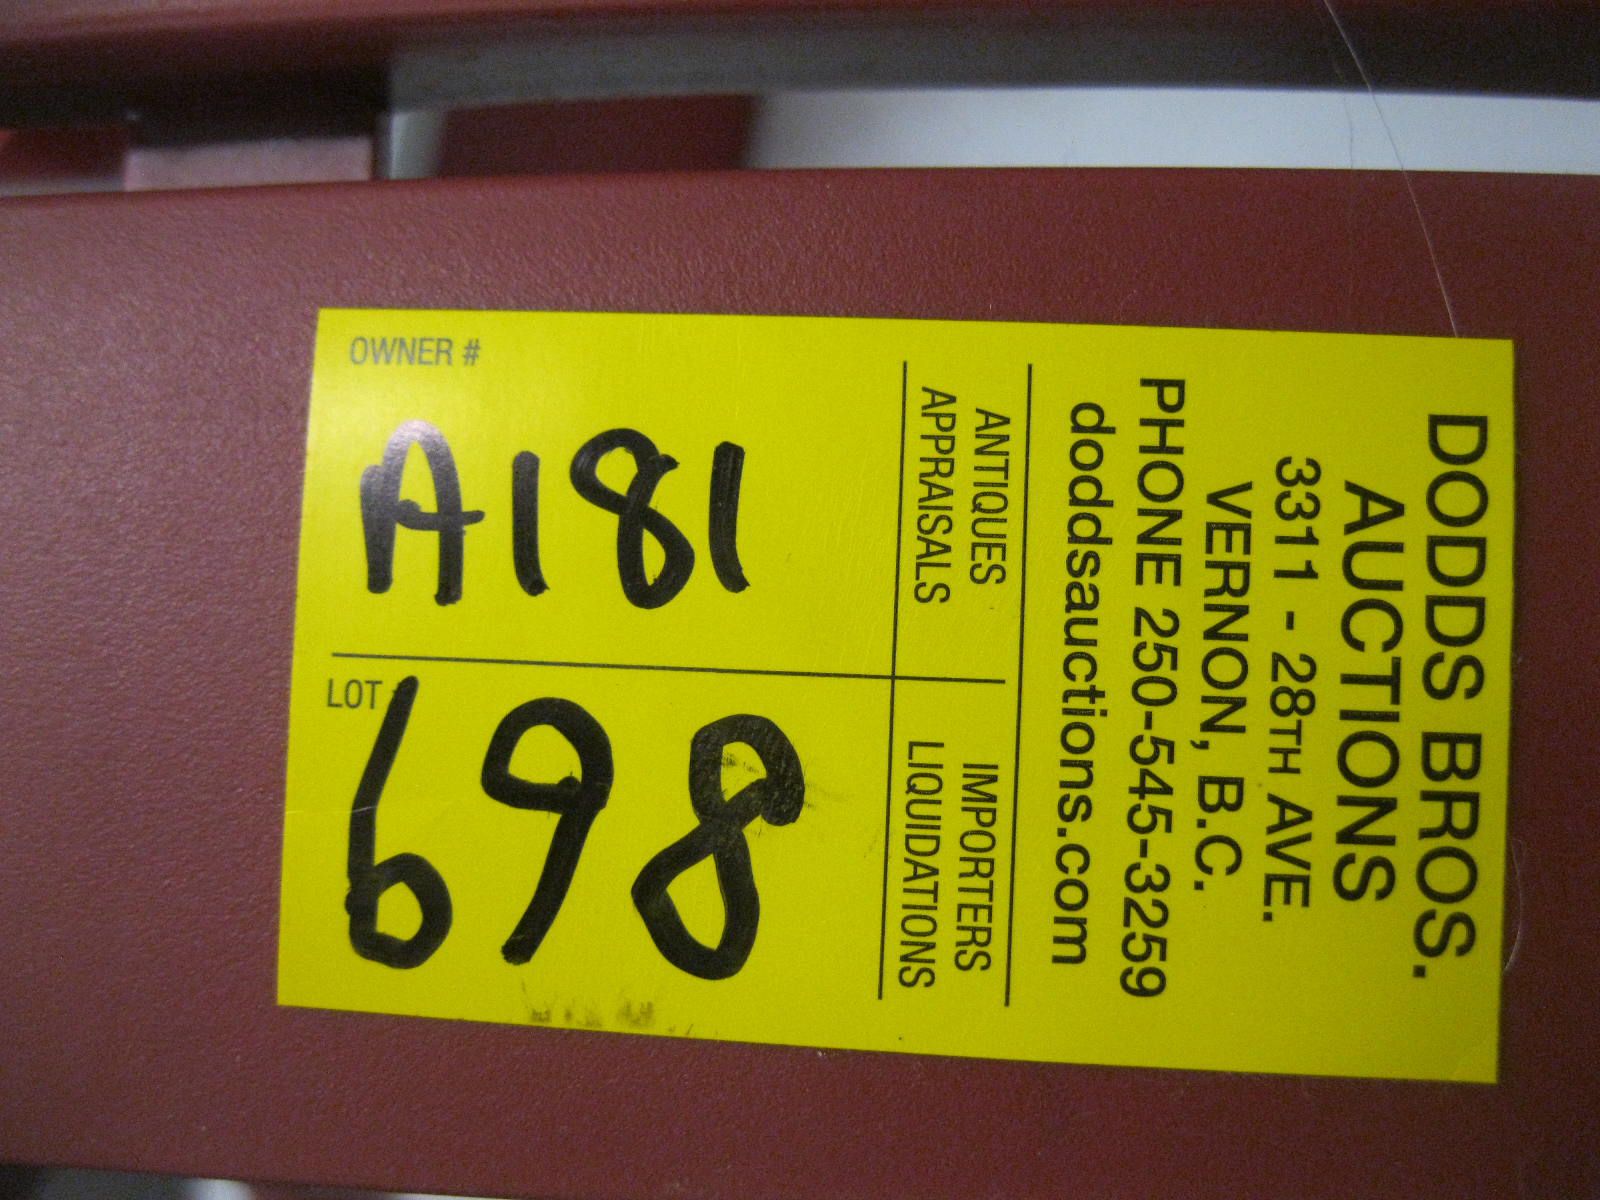 DODDS BROS.
AUCTIONS
3311 - 28TH AVE.
VERNON, B.C.
PHONE 250-545-3259
doddsauctions.com
ANTIQUES
APPRAISALS
IMPORTERS
LIQUIDATIONS
OWNER #
A181
LOT
698